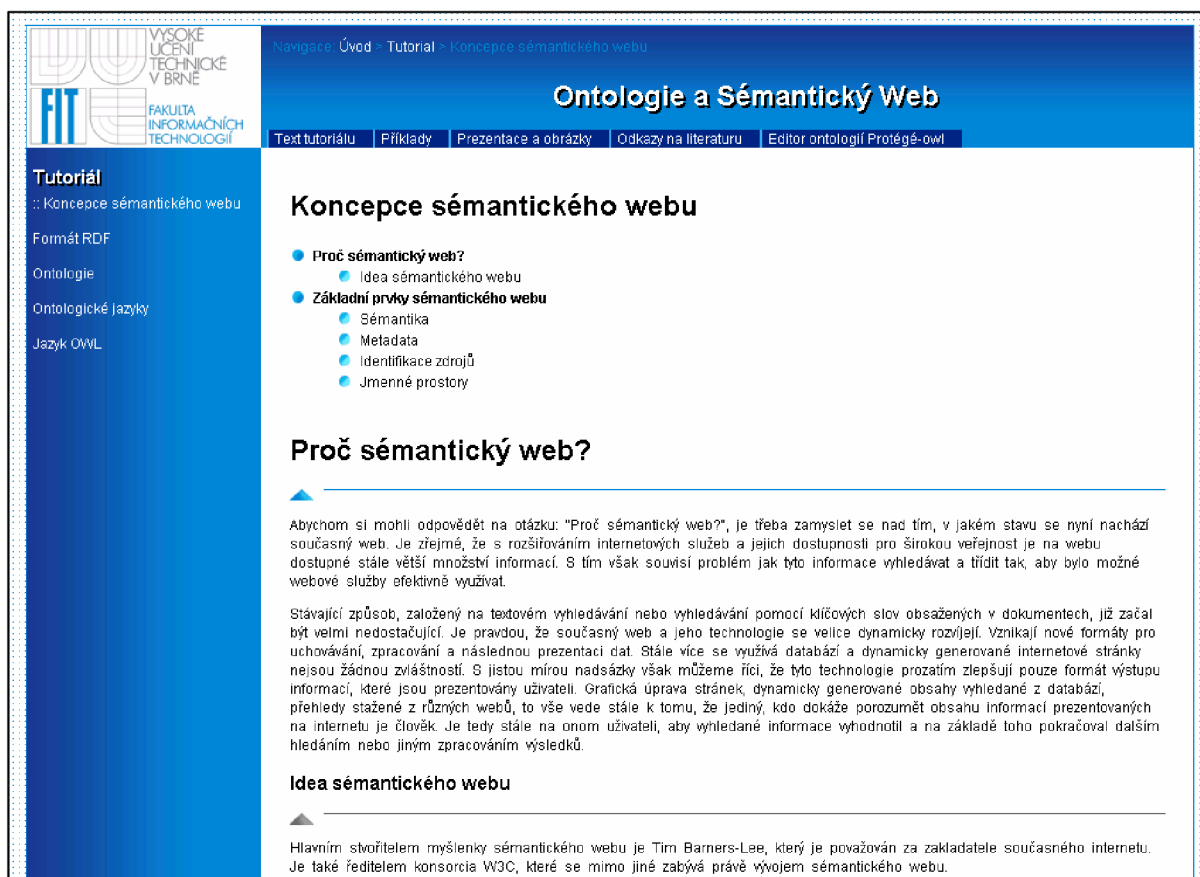 VYSOKÉ
UČENÍ
TECHNICKÉ
V BRNĚ
FIT
FAKULTA
INFORMAČNÍCH
TECHNOLOGIÍ
Navigace: Úvod > Tutorial > Koncepce sémantického webu
Ontologie a Sémantický Web
Text tutoriálu | Příklady | Prezentace a obrázky | Odkazy na literaturu | Editor ontologií Protégé-owl
Tutoriál
:: Koncepce sémantického webu
Formát RDF
Ontologie
Ontologické jazyky
Jazyk OWL
Koncepce sémantického webu
Proč sémantický web?
Idea sémantického webu
Základní prvky sémantického webu
Sémantika
Metadata
Identifikace zdrojů
Jmenné prostory
Proč sémantický web?
Abychom si mohli odpovědět na otázku: "Proč sémantický web?", je třeba zamyslet se nad tím, v jakém stavu se nyní nachází
současný web. Je zřejmé, že s rozšiřováním internetových služeb a jejich dostupnosti pro širokou veřejnost je na webu
dostupné stále větší množství informací. S tím však souvisí problém jak tyto informace vyhledávat a třídit tak, aby bylo možné
webové služby efektivně využívat.
Stávající způsob, založený na textovém vyhledávání nebo vyhledávání pomocí klíčových slov obsažených v dokumentech, již začal
být velmi nedostačující. Je pravdou, že současný web a jeho technologie se velice dynamicky rozvíjejí. Vznikají nové formáty pro
uchovávání, zpracování a následnou prezentaci dat. Stále více se využívá databází a dynamicky generované internetové stránky
nejsou žádnou zvláštností. S jistou mírou nadsázky však můžeme říci, že tyto technologie prozatím zlepšují pouze formát výstupu
informací, které jsou prezentovány uživateli. Grafická úprava stránek, dynamicky generované obsahy vyhledané z databází,
přehledy stažené z různých webů, to vše vede stále k tomu, že jediný, kdo dokáže porozumět obsahu informací prezentovaných
na internetu je člověk. Je tedy stále na onom uživateli, aby vyhledané informace vyhodnotil a na základě toho pokračoval dalším
hledáním nebo jiným zpracováním výsledků.
Idea sémantického webu
Hlavním stvořitelem myšlenky sémantického webu je Tim Barners-Lee, který je považován za zakladatele současného internetu.
Je také ředitelem konsorcia W3C, které se mimo jiné zabývá právě vývojem sémantického webu.